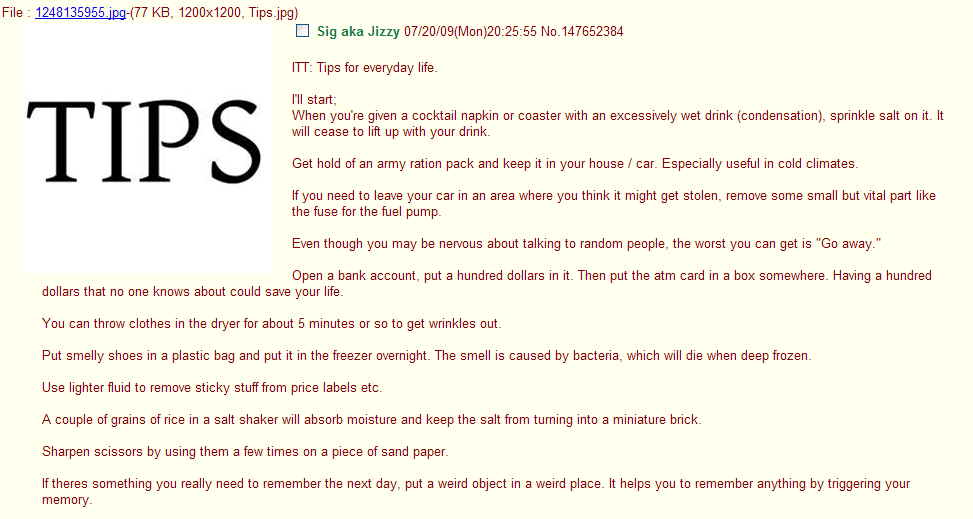 File : 1248135955.jpg-(77 KB, 1200x1200, Tips.jpg)
TIPS
Sig aka Jizzy 07/20/09(Mon)20:25:55 No.147652384
ITT: Tips for everyday life.
I'll start;
When you're given a cocktail napkin or coaster with an excessively wet drink (condensation), sprinkle salt on it. It
will cease to lift up with your drink.
Get hold of an army ration pack and keep it in your house / car. Especially useful in cold climates.
If you need to leave your car in an area where you think it might get stolen, remove some small but vital part like
the fuse for the fuel pump.
Even though you may be nervous about talking to random people, the worst you can get is "Go away."
Open a bank account, put a hundred dollars in it. Then put the atm card in a box somewhere. Having a hundred
dollars that no one knows about could save your life.
You can throw clothes in the dryer for about 5 minutes or so to get wrinkles out.
Put smelly shoes in a plastic bag and put it in the freezer overnight. The smell is caused by bacteria, which will die when deep frozen.
Use lighter fluid to remove sticky stuff from price labels etc.
A couple of grains of rice in a salt shaker will absorb moisture and keep the salt from turning into a miniature brick.
Sharpen scissors by using them a few times on a piece of sand paper.
If theres something you really need to remember the next day, put a weird object in a weird place. It helps you to remember anything by triggering your
memory.